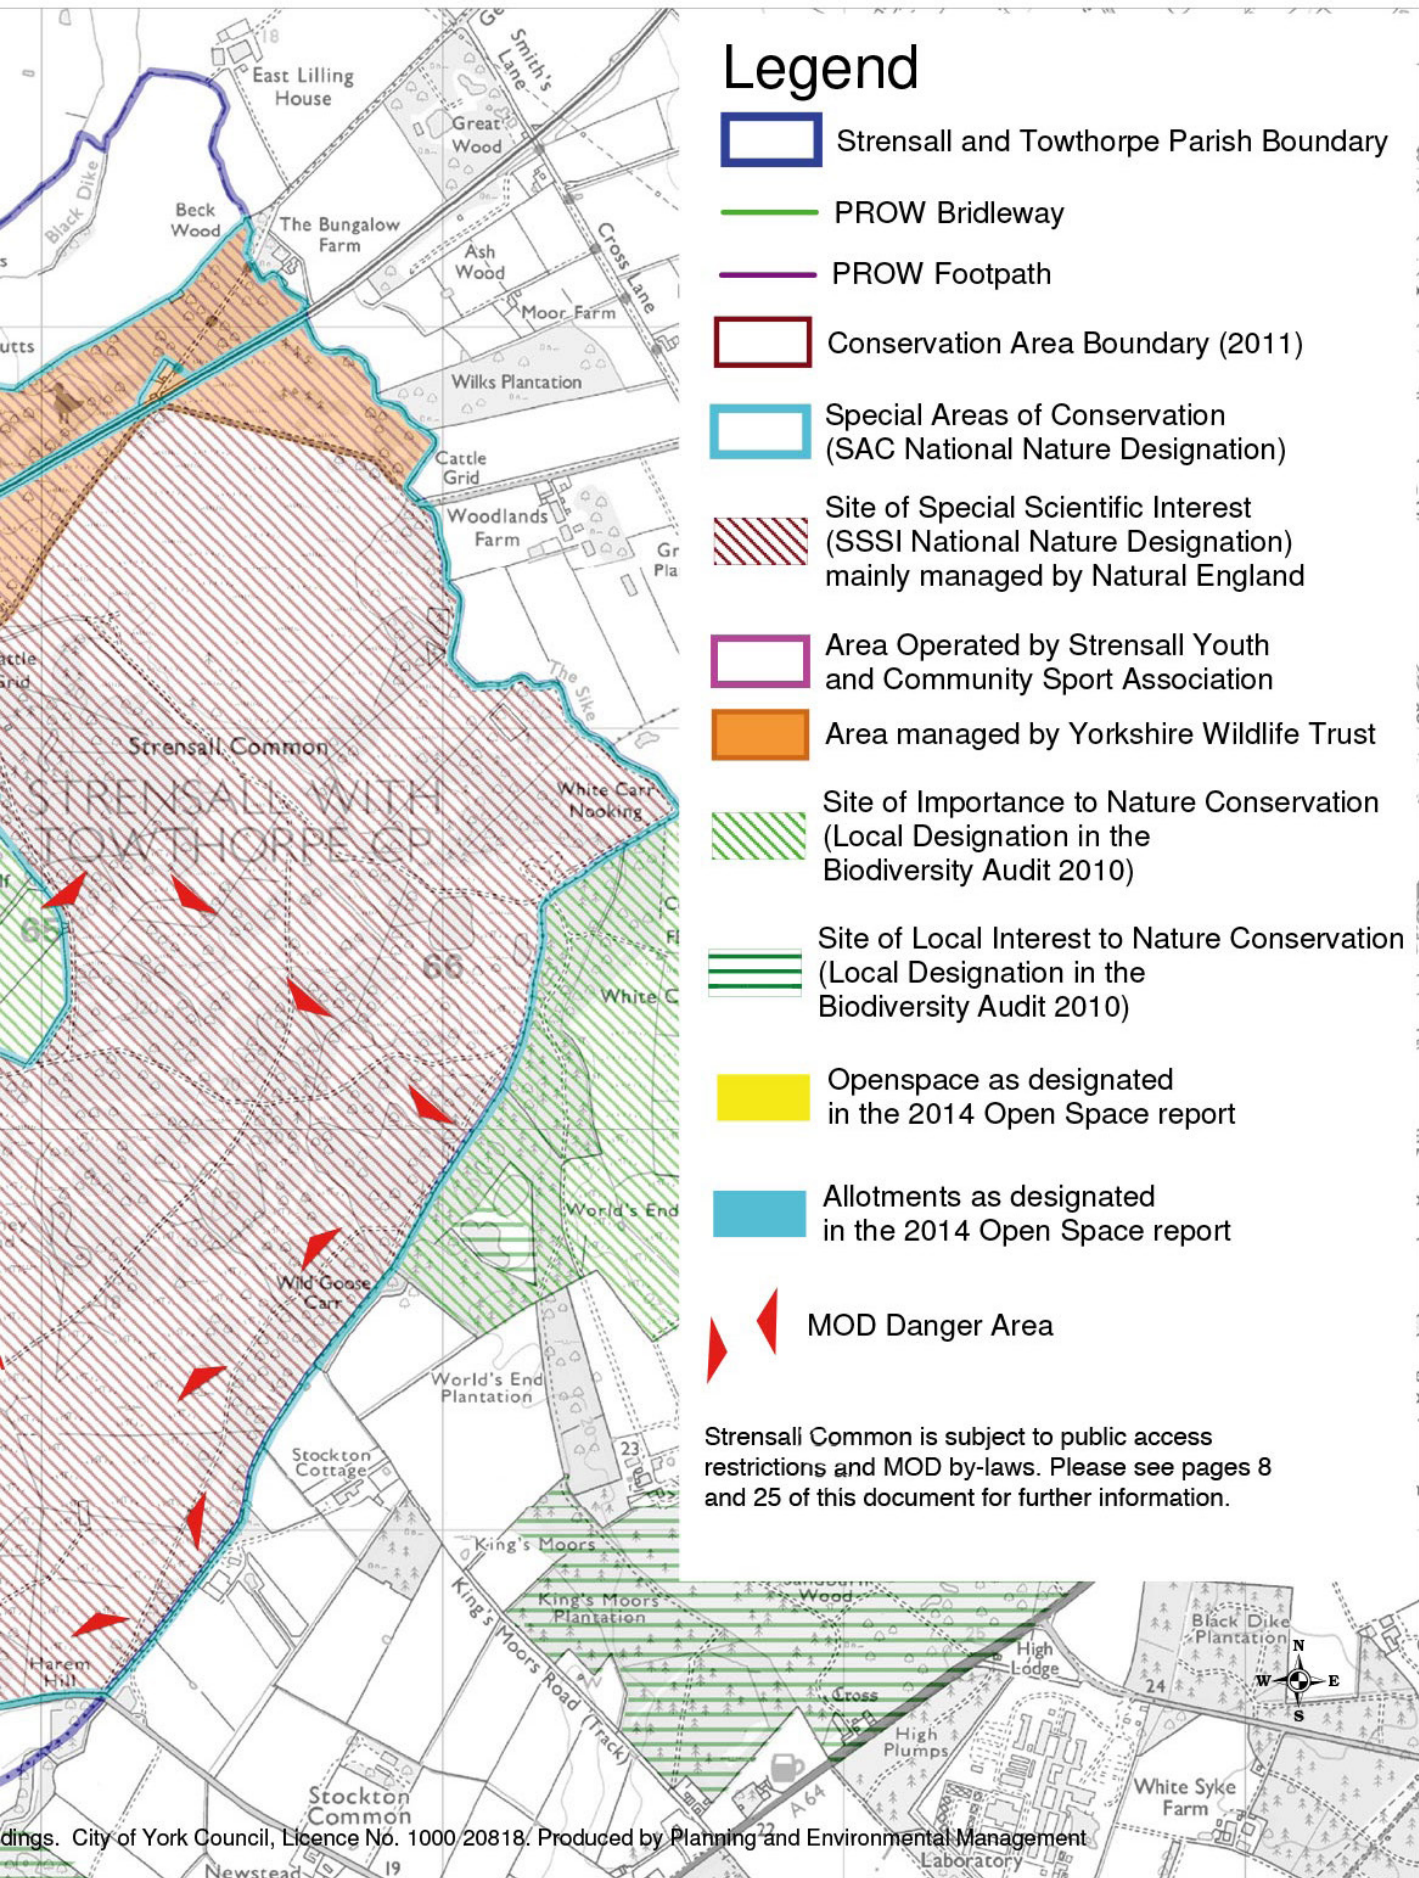 18
East Lilling
House
Smith's
Lane
Great
Wood
Black Dike
Beck
Wood
The Bungalow
Farm
Ash
Wood
Cross Lane
Moor Farm
utts
Wilks Plantation
Cattle
Grid
Woodlands
Farm
Gr
Pla
attle
Grid
The Sike
Strensall Common
STRENSALL WITH
TOWTHORPE CP
White Carr
Nooking
65
66
White C
World's End
Wild Goose
Carr
18
World's End
Plantation
20
23
Stockton
Cottage
King's Moors
King's Moors
Plantation
King's Moors Road (Track)
Harem
Hill
Wood
25
High
Lodge
Cross
High
Plumps
24
Black Dike
Plantation
N
W E
S
A 64
22
White Syke
Farm
Stockton
Common
dings. City of York Council, Licence No. 1000 20818. Produced by Planning and Environmental Management
Laboratory
Newstead
19
Legend
Strensall and Towthorpe Parish Boundary
PROW Bridleway
PROW Footpath
Conservation Area Boundary (2011)
Special Areas of Conservation
(SAC National Nature Designation)
Site of Special Scientific Interest
(SSSI National Nature Designation)
mainly managed by Natural England
Area Operated by Strensall Youth
and Community Sport Association
Area managed by Yorkshire Wildlife Trust
Site of Importance to Nature Conservation
(Local Designation in the
Biodiversity Audit 2010)
Site of Local Interest to Nature Conservation
(Local Designation in the
Biodiversity Audit 2010)
Openspace as designated
in the 2014 Open Space report
Allotments as designated
in the 2014 Open Space report
MOD Danger Area
Strensall Common is subject to public access
restrictions and MOD by-laws. Please see pages 8
and 25 of this document for further information.